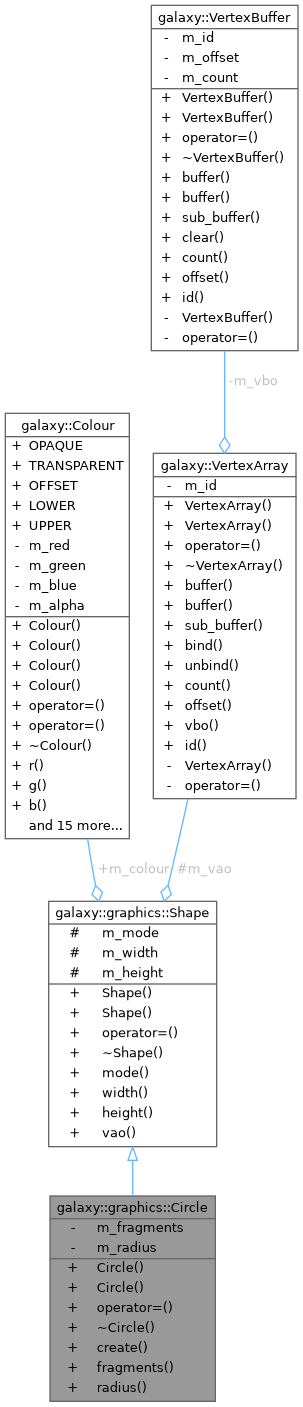 galaxy::VertexBuffer
- m_id
- m_offset
- m_count
+ VertexBuffer()
+ VertexBuffer()
+ operator=()
+ ~VertexBuffer()
+ buffer()
+ buffer()
+ sub_buffer()
+ clear()
+ count()
+ offset()
+ id()
- VertexBuffer()
- operator=()
-m_vbo
galaxy::Colour
+ OPAQUE
+ TRANSPARENT
+ OFFSET
+ LOWER
+ UPPER
- m_red
- m_green
- m_blue
- m_alpha
+ Colour()
+ Colour()
+ Colour()
+ Colour()
+ operator=()
+ operator=()
+ ~Colour()
+ r()
+ g()
+ b()
and 15 more...
galaxy::VertexArray
- m_id
+ VertexArray()
+ VertexArray()
+ operator=()
+ ~VertexArray()
+ buffer()
+ buffer()
+ sub_buffer()
+ bind()
+ unbind()
+ count()
+ offset()
+ vbo()
+ id()
- VertexArray()
- operator=()
+m_colour
#m_vao
galaxy::graphics::Shape
# m_mode
# m_width
# m_height
+ Shape()
+ Shape()
+ operator=()
+ ~Shape()
+ mode()
+ width()
+ height()
+ vao()
galaxy::graphics::Circle
- m_fragments
- m_radius
+ Circle()
+ Circle()
+ operator=()
+ ~Circle()
+ create()
+ fragments()
+ radius()